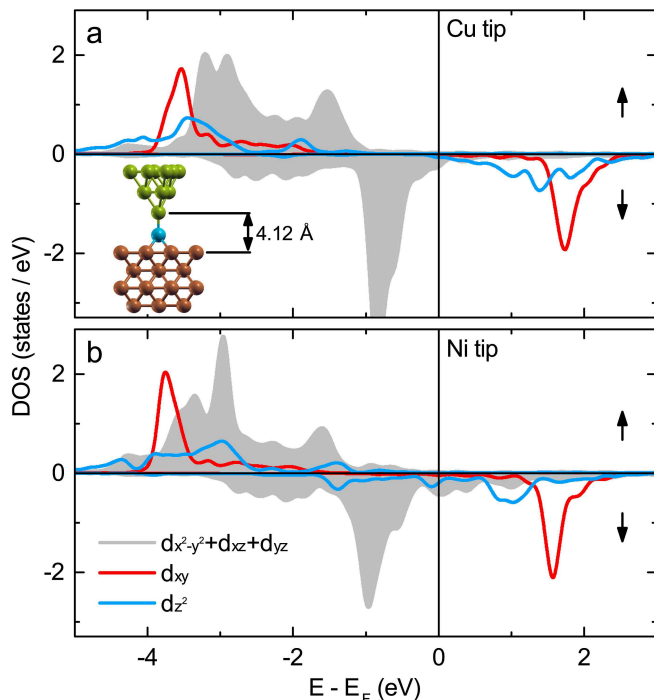 a
Cu tip
2
0
-2
4.12 Å
DOS (states / eV)
b
Ni tip
2
0
-2
dx²-y²+dxz+dyz
dxy
dz²
-4
-2
0
2
E - EF (eV)